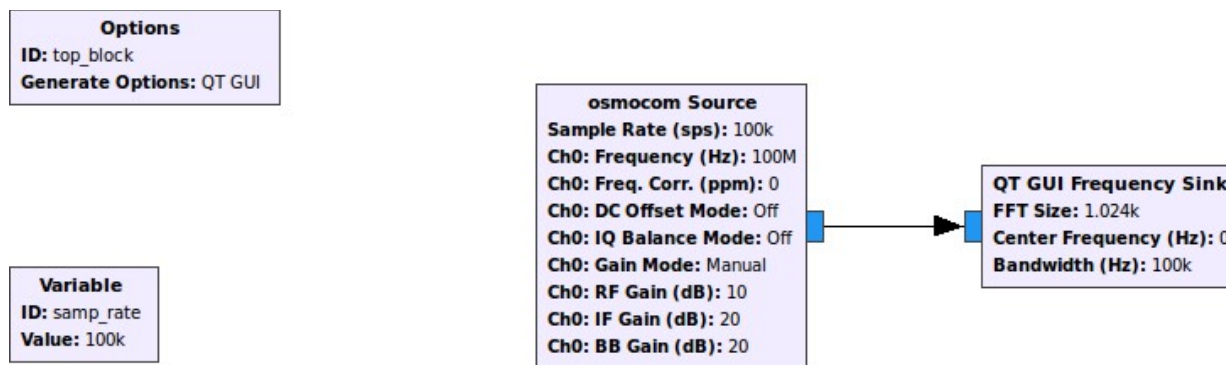 Options
ID: top_block
Generate Options: QT GUI
Variable
ID: samp_rate
Value: 100k
osmocom Source
Sample Rate (sps): 100k
Ch0: Frequency (Hz): 100M
Ch0: Freq. Corr. (ppm): 0
Ch0: DC Offset Mode: Off
Ch0: IQ Balance Mode: Off
Ch0: Gain Mode: Manual
Ch0: RF Gain (dB): 10
Ch0: IF Gain (dB): 20
Ch0: BB Gain (dB): 20
QT GUI Frequency Sink
FFT Size: 1.024k
Center Frequency (Hz): 0
Bandwidth (Hz): 100k